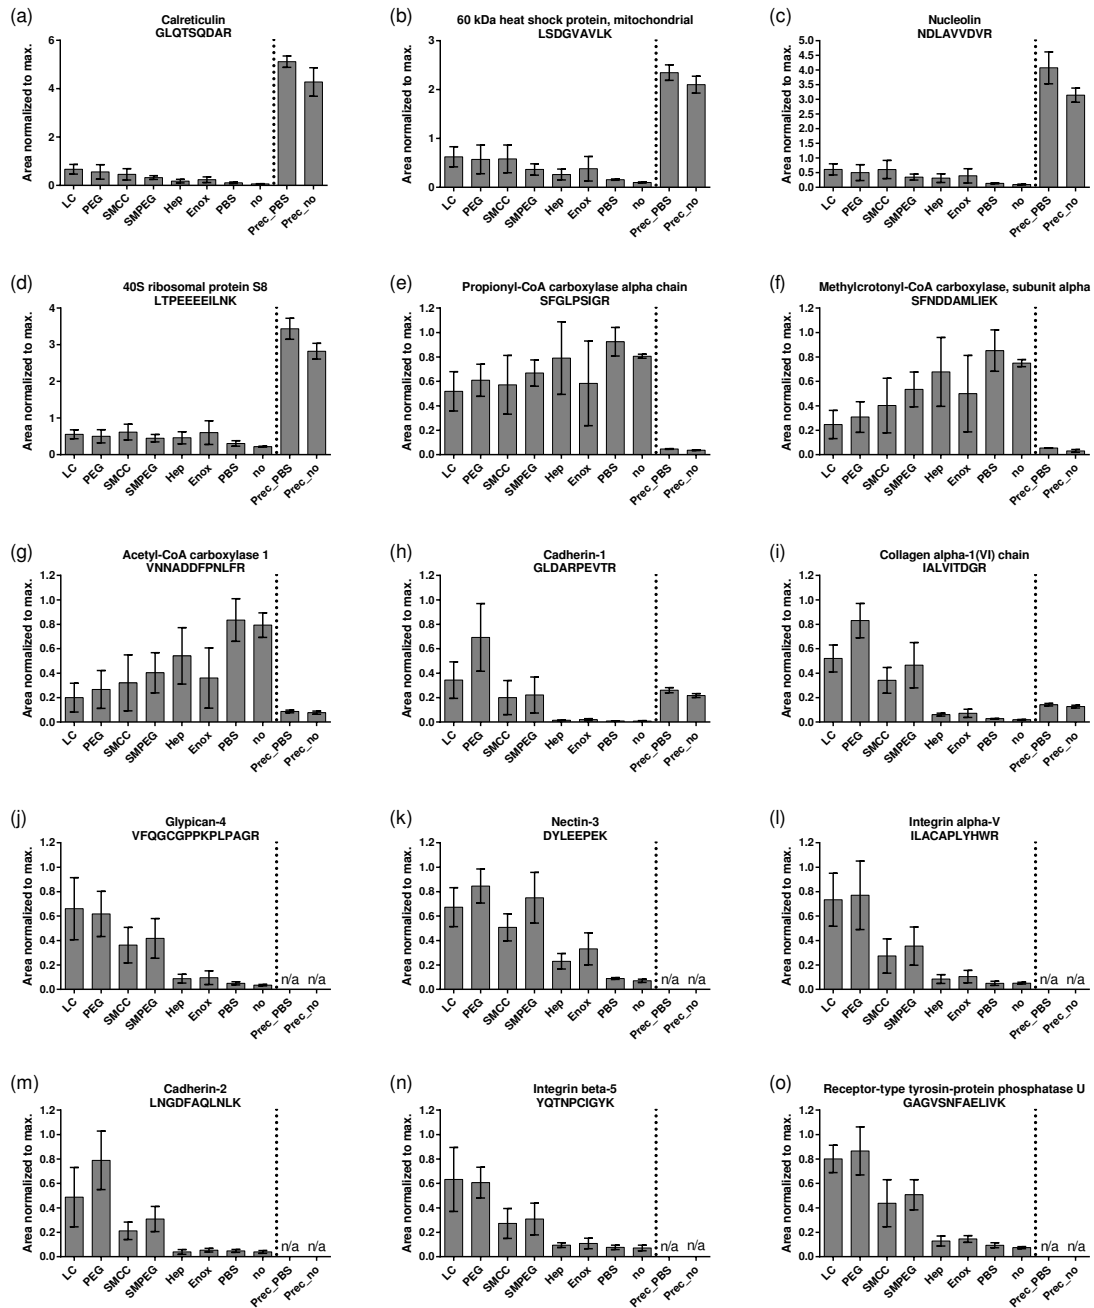 (a)
Calreticulin
GLQTSQDAR
Area normalized to max.
6
4
2
0
LC
PEG
SMCC
SMPEG
Hep
Enox
PBS
no
Prec_PBS
Prec_no
(b)
60 kDa heat shock protein, mitochondrial
LSDGVAVLK
Area normalized to max.
3
2
1
0
LC
PEG
SMCC
SMPEG
Hep
Enox
PBS
no
Prec_PBS
Prec_no
(c)
Nucleolin
NDLAVVDVR
Area normalized to max.
5.0
4.5
4.0
3.5
3.0
2.5
2.0
1.5
1.0
0.5
0.0
LC
PEG
SMCC
SMPEG
Hep
Enox
PBS
no
Prec_PBS
Prec_no
(d)
40S ribosomal protein S8
LTPEEEEILNK
Area normalized to max.
4
3
2
1
0
LC
PEG
SMCC
SMPEG
Hep
Enox
PBS
no
Prec_PBS
Prec_no
(e)
Propionyl-CoA carboxylase alpha chain
SFGLPSIGR
Area normalized to max.
1.2
1.0
0.8
0.6
0.4
0.2
0.0
LC
PEG
SMCC
SMPEG
Hep
Enox
PBS
no
Prec_PBS
Prec_no
(f)
Methylcrotonyl-CoA carboxylase, subunit alpha
SFNDDAMLIEK
Area normalized to max.
1.2
1.0
0.8
0.6
0.4
0.2
0.0
LC
PEG
SMCC
SMPEG
Hep
Enox
PBS
no
Prec_PBS
Prec_no
(g)
Acetyl-CoA carboxylase 1
VNNADDFPNLFR
Area normalized to max.
1.2
1.0
0.8
0.6
0.4
0.2
0.0
LC
PEG
SMCC
SMPEG
Hep
Enox
PBS
no
Prec_PBS
Prec_no
(h)
Cadherin-1
GLDARPEVTR
Area normalized to max.
1.2
1.0
0.8
0.6
0.4
0.2
0.0
LC
PEG
SMCC
SMPEG
Hep
Enox
PBS
no
Prec_PBS
Prec_no
(i)
Collagen alpha-1(VI) chain
IALVITDGR
Area normalized to max.
1.2
1.0
0.8
0.6
0.4
0.2
0.0
LC
PEG
SMCC
SMPEG
Hep
Enox
PBS
no
Prec_PBS
Prec_no
(j)
Glypican-4
VFQGCGPPKPLPAGR
Area normalized to max.
1.2
1.0
0.8
0.6
0.4
0.2
0.0
n/a n/a
LC
PEG
SMCC
SMPEG
Hep
Enox
PBS
no
Prec_PBS
Prec_no
(k)
Nectin-3
DYLEEPEK
Area normalized to max.
1.2
1.0
0.8
0.6
0.4
0.2
0.0
n/a n/a
LC
PEG
SMCC
SMPEG
Hep
Enox
PBS
no
Prec_PBS
Prec_no
(l)
Integrin alpha-V
ILACAPLYHWR
Area normalized to max.
1.2
1.0
0.8
0.6
0.4
0.2
0.0
n/a n/a
LC
PEG
SMCC
SMPEG
Hep
Enox
PBS
no
Prec_PBS
Prec_no
(m)
Cadherin-2
LNGDFAQLNLK
Area normalized to max.
1.2
1.0
0.8
0.6
0.4
0.2
0.0
n/a n/a
LC
PEG
SMCC
SMPEG
Hep
Enox
PBS
no
Prec_PBS
Prec_no
(n)
Integrin beta-5
YQTNPCIGYK
Area normalized to max.
1.2
1.0
0.8
0.6
0.4
0.2
0.0
n/a n/a
LC
PEG
SMCC
SMPEG
Hep
Enox
PBS
no
Prec_PBS
Prec_no
(o)
Receptor-type tyrosin-protein phosphatase U
GAGVSNFAELIVK
Area normalized to max.
1.2
1.0
0.8
0.6
0.4
0.2
0.0
n/a n/a
LC
PEG
SMCC
SMPEG
Hep
Enox
PBS
no
Prec_PBS
Prec_no